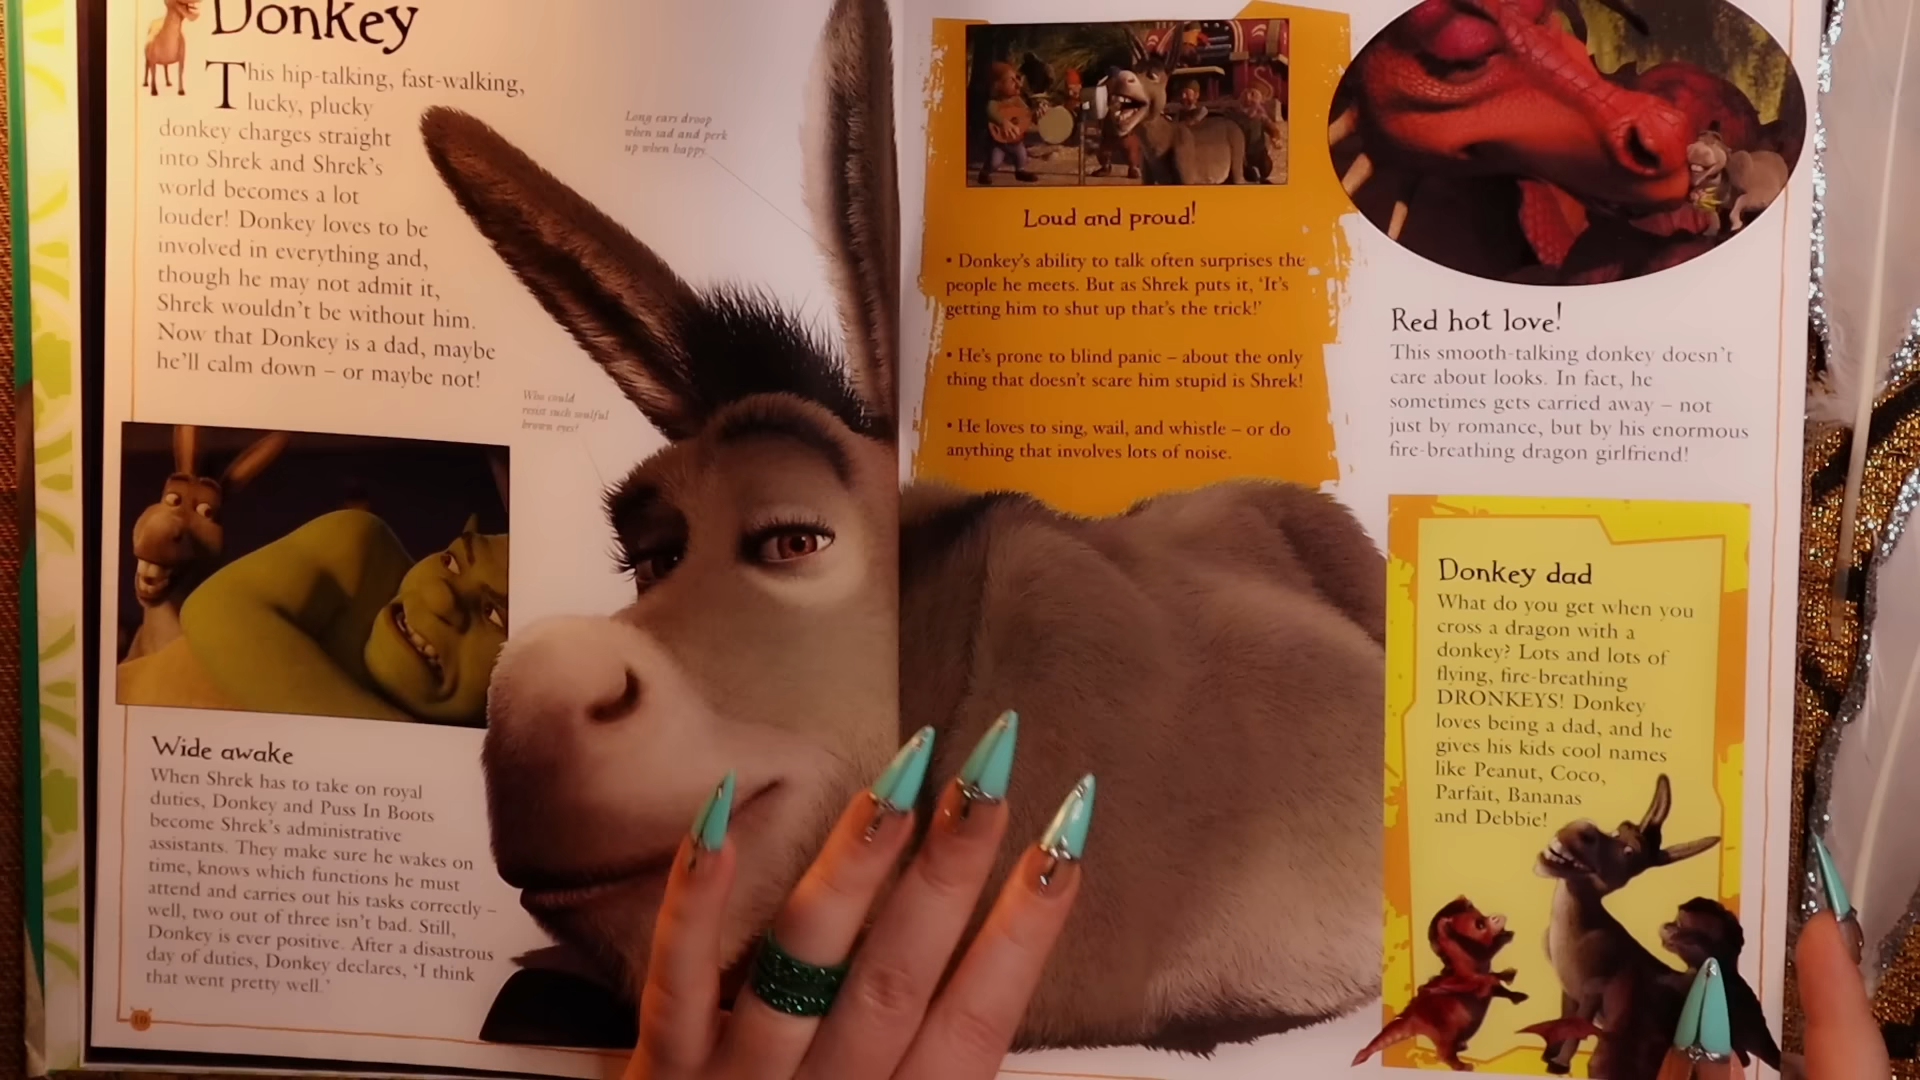 Donkey
This hip-talking, fast-walking,
lucky, plucky
donkey charges straight
into Shrek and Shrek's
world becomes a lot
louder! Donkey loves to be
involved in everything and,
though he may not admit it,
Shrek wouldn't be without him.
Now that Donkey is a dad, maybe
he'll calm down – or maybe not!
Long ears droop
when sad and perk
up when happy.
Who could
resist such soulful
brown eyes?
Wide awake
When Shrek has to take on royal
duties, Donkey and Puss In Boots
become Shrek's administrative
assistants. They make sure he wakes on
time, knows which functions he must
attend and carries out his tasks correctly –
well, two out of three isn't bad. Still,
Donkey is ever positive. After a disastrous
day of duties, Donkey declares, 'I think
that went pretty well.'
10
Loud and proud!
• Donkey's ability to talk often surprises the
people he meets. But as Shrek puts it, 'It's
getting him to shut up that's the trick!'
• He's prone to blind panic – about the only
thing that doesn't scare him stupid is Shrek!
• He loves to sing, wail, and whistle – or do
anything that involves lots of noise.
Red hot love!
This smooth-talking donkey doesn't
care about looks. In fact, he
sometimes gets carried away – not
just by romance, but by his enormous
fire-breathing dragon girlfriend!
Donkey dad
What do you get when you
cross a dragon with a
donkey? Lots and lots of
flying, fire-breathing
DRONKEYS! Donkey
loves being a dad, and he
gives his kids cool names
like Peanut, Coco,
Parfait, Bananas
and Debbie!